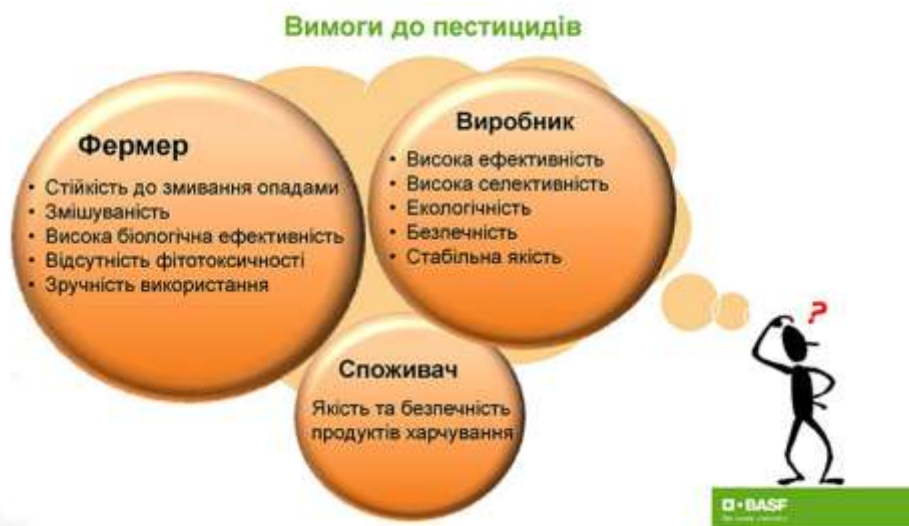 Вимоги до пестицидів
Фермер
• Стійкість до змивання опадами
• Змішуваність
• Висока біологічна ефективність
• Відсутність фітотоксичності
• Зручність використання
Виробник
• Висока ефективність
• Висока селективність
• Екологічність
• Безпечність
• Стабільна якість
Споживач
Якість та безпечність
продуктів харчування
?
BASF